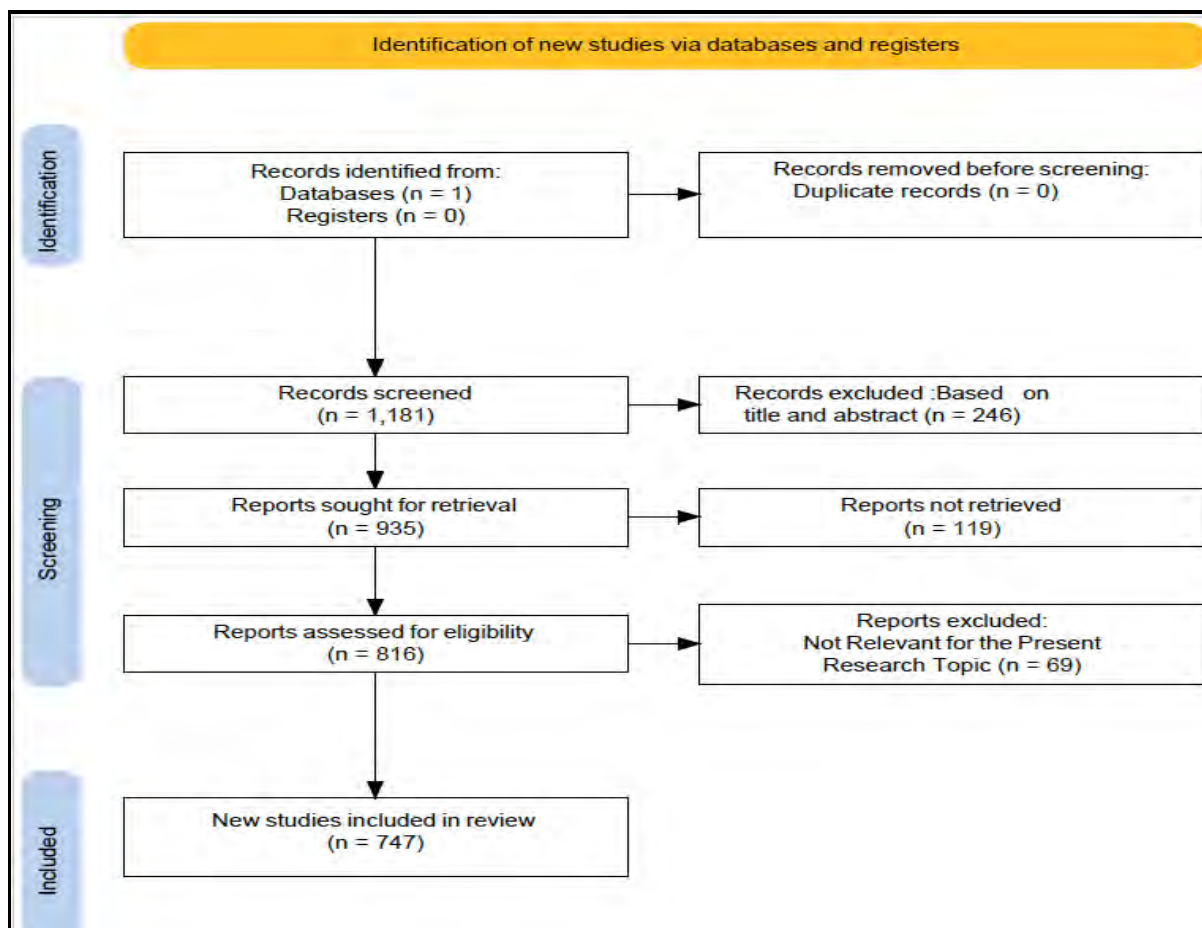 Identification of new studies via databases and registers
Identification
Records identified from:
Databases (n = 1)
Registers (n = 0)
Records removed before screening:
Duplicate records (n = 0)
Screening
Records screened
(n = 1,181)
Records excluded :Based on
title and abstract (n = 246)
Reports sought for retrieval
(n = 935)
Reports not retrieved
(n = 119)
Reports assessed for eligibility
(n = 816)
Reports excluded:
Not Relevant for the Present
Research Topic (n = 69)
Included
New studies included in review
(n = 747)